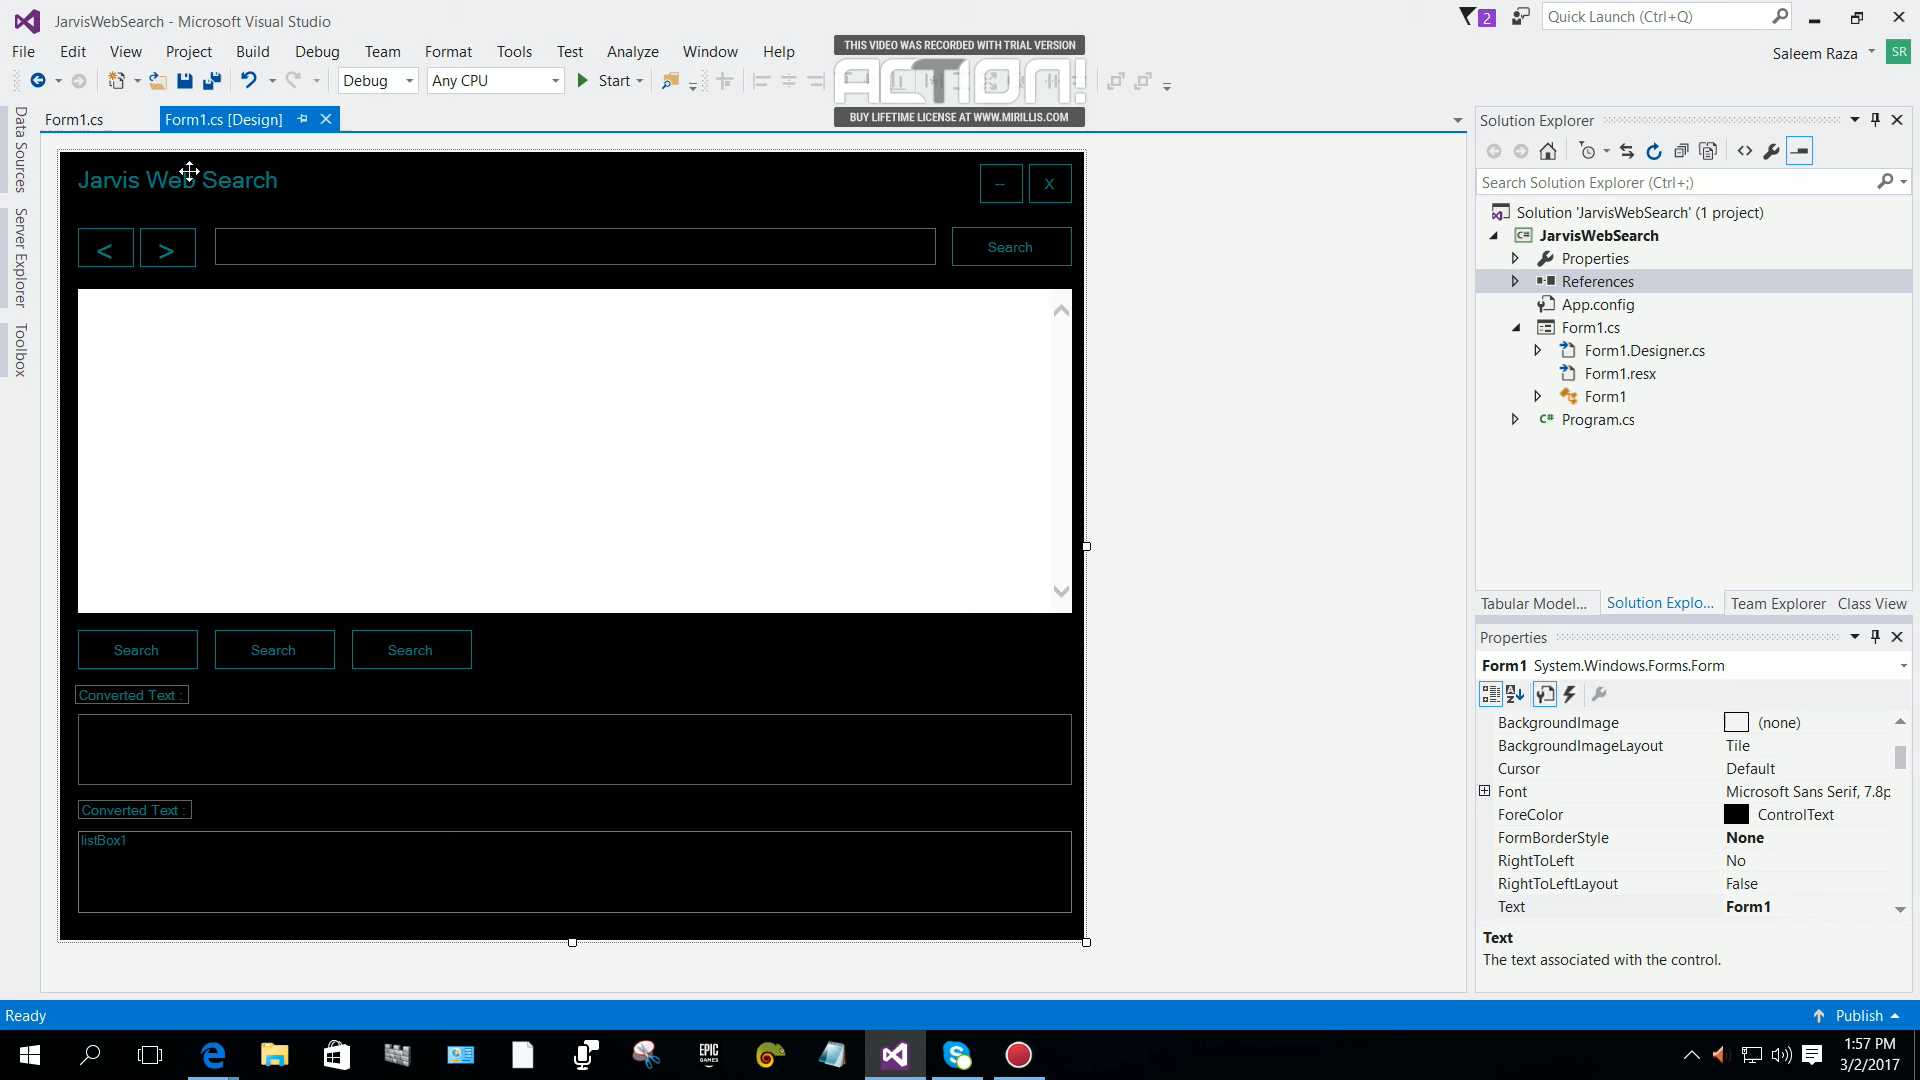 JarvisWebSearch - Microsoft Visual Studio
2
Quick Launch (Ctrl+Q)
File Edit View Project Build Debug Team Format Tools Test Analyze Window Help
Saleem Raza SR
THIS VIDEO WAS RECORDED WITH TRIAL VERSION
ACTION!
BUY LIFETIME LICENSE AT WWW.MIRILLIS.COM
Debug Any CPU Start
Form1.cs Form1.cs [Design]
Data Sources
Server Explorer
Toolbox
Jarvis Web Search
-- X
< > Search
Search Search Search
Converted Text :
Converted Text :
listBox1
Solution Explorer
Search Solution Explorer (Ctrl+;)
Solution 'JarvisWebSearch' (1 project)
C# JarvisWebSearch
Properties
References
App.config
Form1.cs
Form1.Designer.cs
Form1.resx
Form1
C# Program.cs
Tabular Model... Solution Explo... Team Explorer Class View
Properties
Form1 System.Windows.Forms.Form
BackgroundImage (none)
BackgroundImageLayout Tile
Cursor Default
Font Microsoft Sans Serif, 7.8p
ForeColor ControlText
FormBorderStyle None
RightToLeft No
RightToLeftLayout False
Text Form1
Text
The text associated with the control.
Ready
Publish
EPIC
GAMES
1:57 PM
3/2/2017